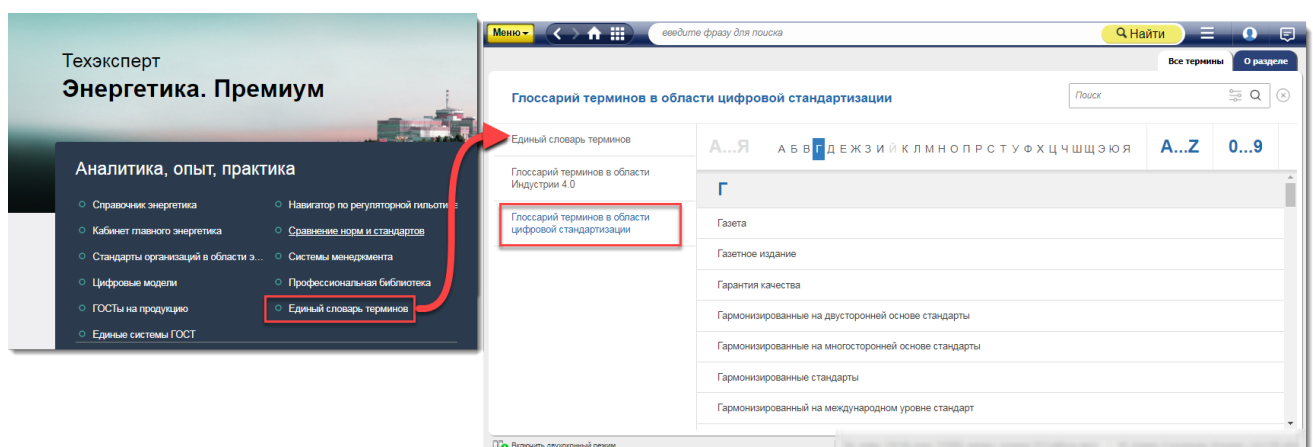 Техэксперт
Энергетика. Премиум
Аналитика, опыт, практика
Справочник энергетика
Кабинет главного энергетика
Стандарты организаций в области э...
Цифровые модели
ГОСТы на продукцию
Единые системы ГОСТ
Навигатор по регуляторной гильотине
Сравнение норм и стандартов
Системы менеджмента
Профессиональная библиотека
Единый словарь терминов
Меню
введите фразу для поиска
Найти
Все термины
О разделе
Глоссарий терминов в области цифровой стандартизации
Поиск
Единый словарь терминов
Глоссарий терминов в области
Индустрии 4.0
Глоссарий терминов в области
цифровой стандартизации
А...Я А Б В Г Д Е Ж З И Й К Л М Н О П Р С Т У Ф Х Ц Ч Ш Щ Э Ю Я A...Z 0...9
Г
Газета
Газетное издание
Гарантия качества
Гармонизированные на двусторонней основе стандарты
Гармонизированные на многосторонней основе стандарты
Гармонизированные стандарты
Гармонизированный на международном уровне стандарт
Включить двухоконный режим